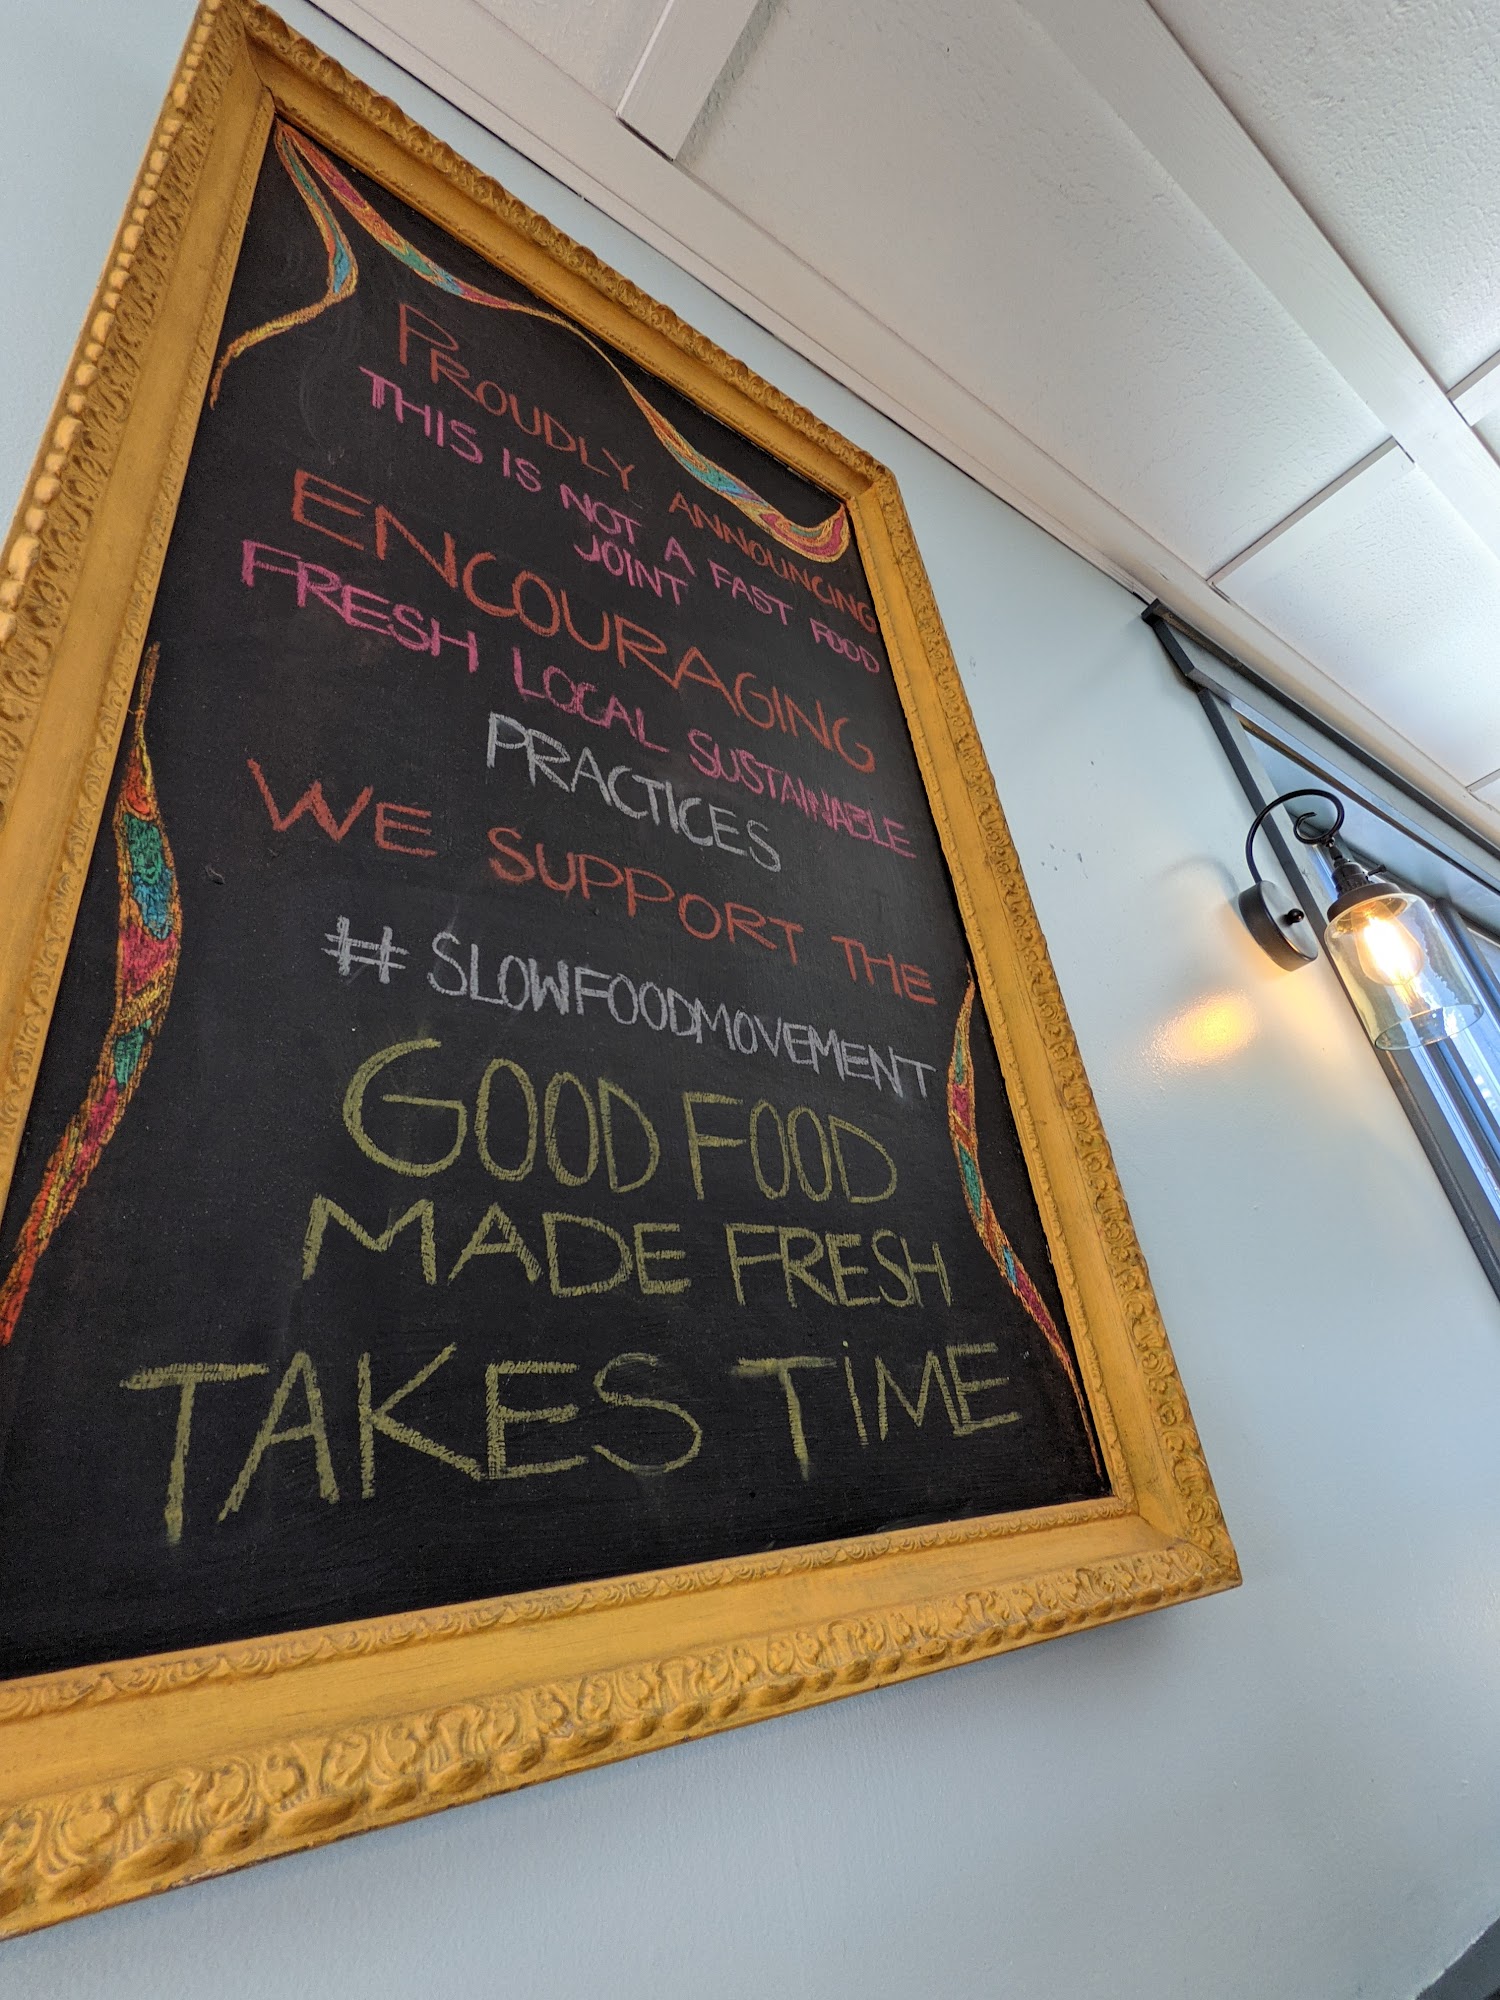 PROUDLY ANNOUNCING
THIS IS NOT A FAST FOOD
JOINT
ENCOURAGING
FRESH LOCAL SUSTAINABLE
PRACTICES
WE SUPPORT THE
# SLOWFOODMOVEMENT
GOOD FOOD
MADE FRESH
TAKES TiME